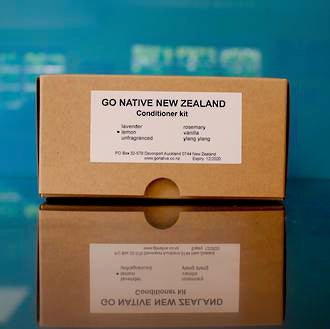 GO NATIVE NEW ZEALAND
Conditioner kit
lavender rosemary
• lemon vanilla
unfragranced ylang ylang
PO Box 32-578 Devonport Auckland 0744 New Zealand
www.gonative.co.nz Expiry: 12/2020